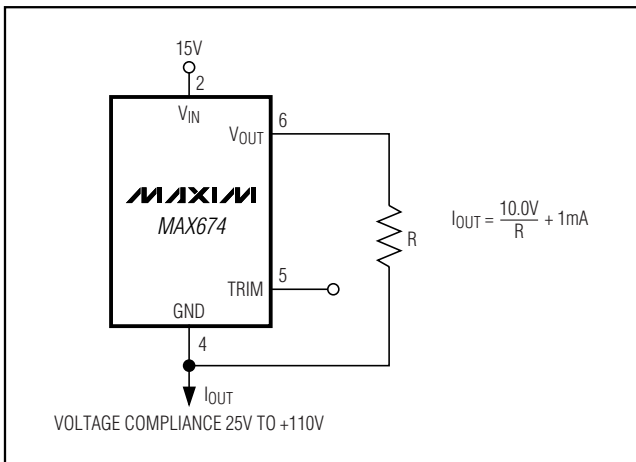 15V
2
VIN
6
VOUT
MAXIM
MAX674
R
IOUT = 10.0V / R + 1mA
5
TRIM
GND
4
IOUT
VOLTAGE COMPLIANCE 25V TO +110V